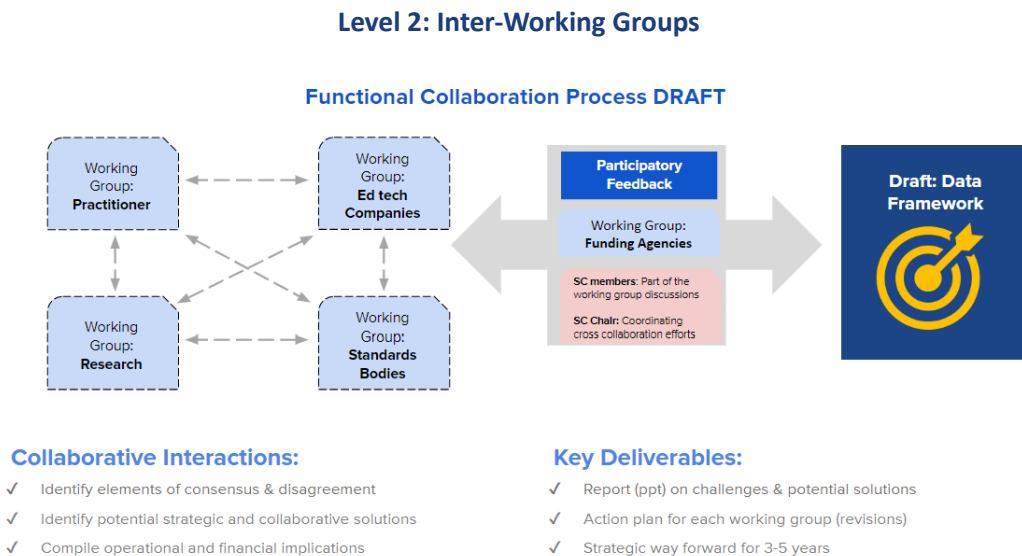 Level 2: Inter-Working Groups
Functional Collaboration Process DRAFT
Working
Group:
Practitioner
Working
Group:
Ed tech
Companies
Working
Group:
Research
Working
Group:
Standards
Bodies
Participatory
Feedback
Working Group:
Funding Agencies
SC members: Part of the
working group discussions
SC Chair: Coordinating
cross collaboration efforts
Draft: Data
Framework
Collaborative Interactions:
✓ Identify elements of consensus & disagreement
✓ Identify potential strategic and collaborative solutions
✓ Compile operational and financial implications
Key Deliverables:
✓ Report (ppt) on challenges & potential solutions
✓ Action plan for each working group (revisions)
✓ Strategic way forward for 3-5 years